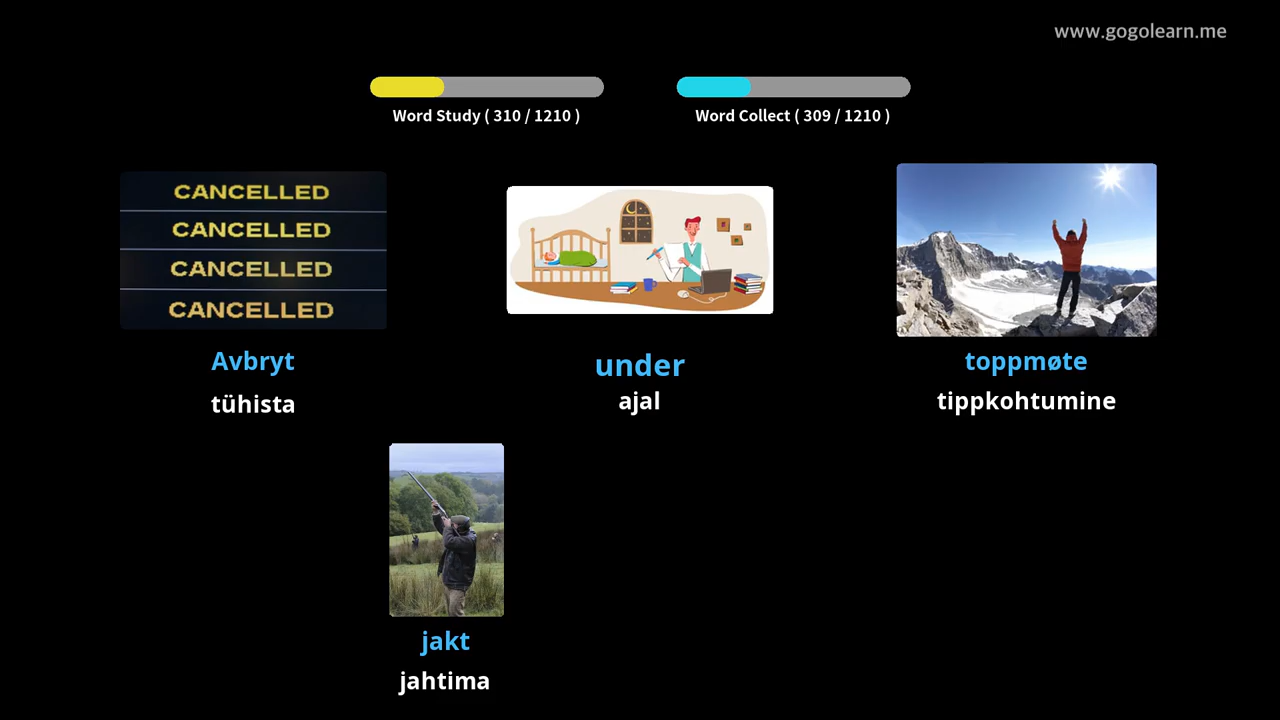 www.gogolearn.me
Word Study ( 310 / 1210 )
Word Collect ( 309 / 1210 )
CANCELLED
CANCELLED
CANCELLED
CANCELLED
Avbryt
tühista
under
ajal
toppmøte
tippkohtumine
jakt
jahtima